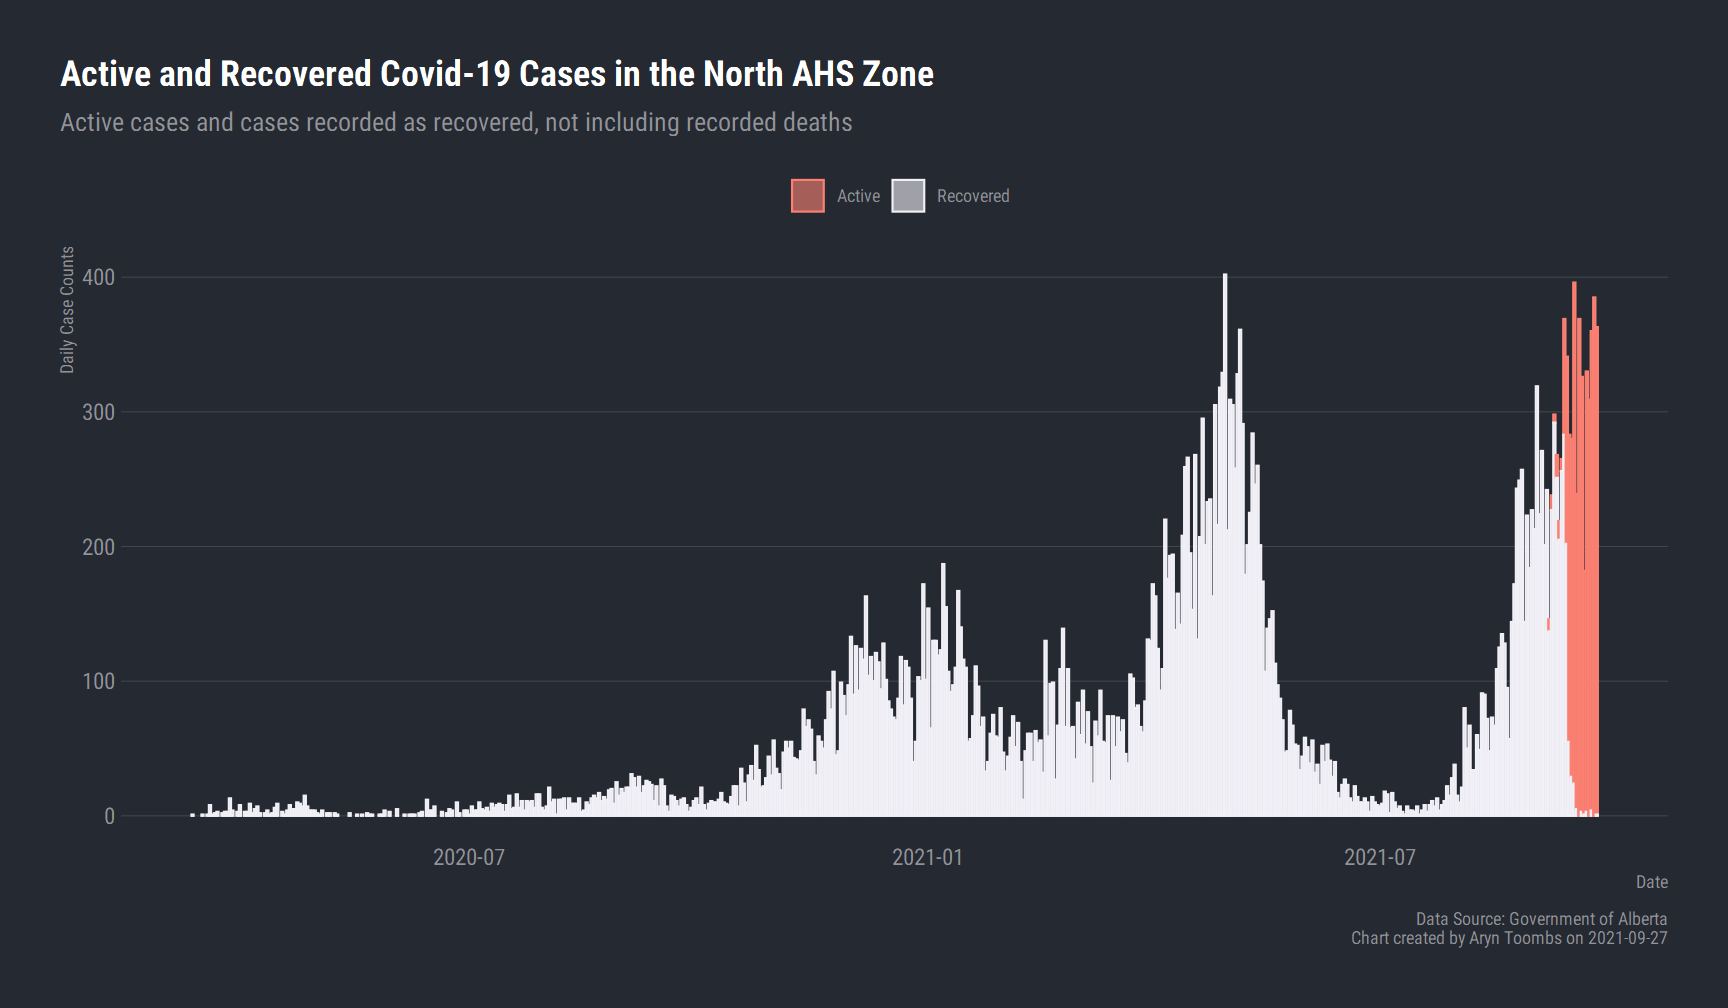 Active and Recovered Covid-19 Cases in the North AHS Zone
Active cases and cases recorded as recovered, not including recorded deaths
Active
Recovered
Daily Case Counts
400
300
200
100
0
2020-07
2021-01
2021-07
Date
Data Source: Government of Alberta
Chart created by Aryn Toombs on 2021-09-27